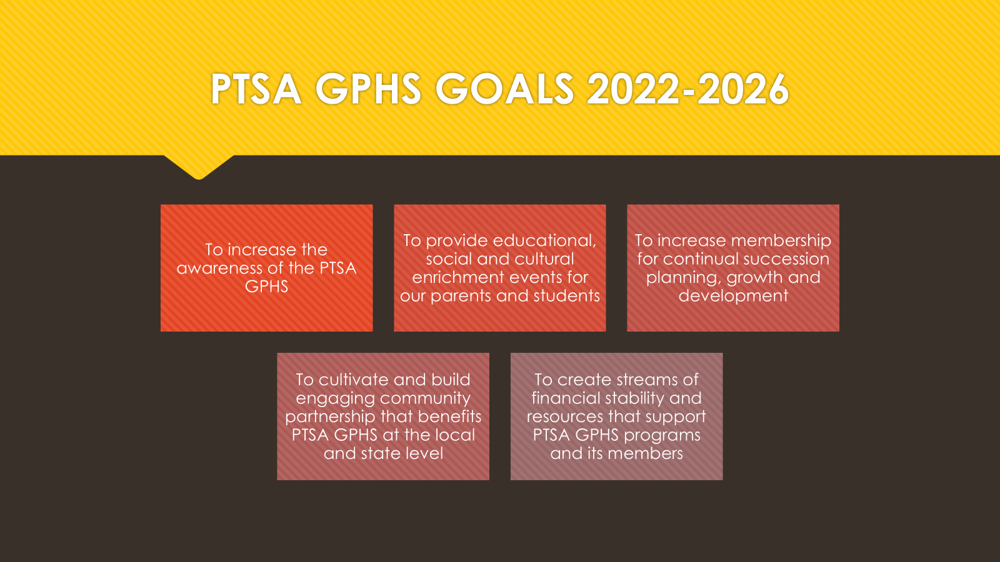 PTSA GPHS GOALS 2022-2026
To increase the
awareness of the PTSA
GPHS
To provide educational,
social and cultural
enrichment events for
our parents and students
To increase membership
for continual succession
planning, growth and
development
To cultivate and build
engaging community
partnership that benefits
PTSA GPHS at the local
and state level
To create streams of
financial stability and
resources that support
PTSA GPHS programs
and its members